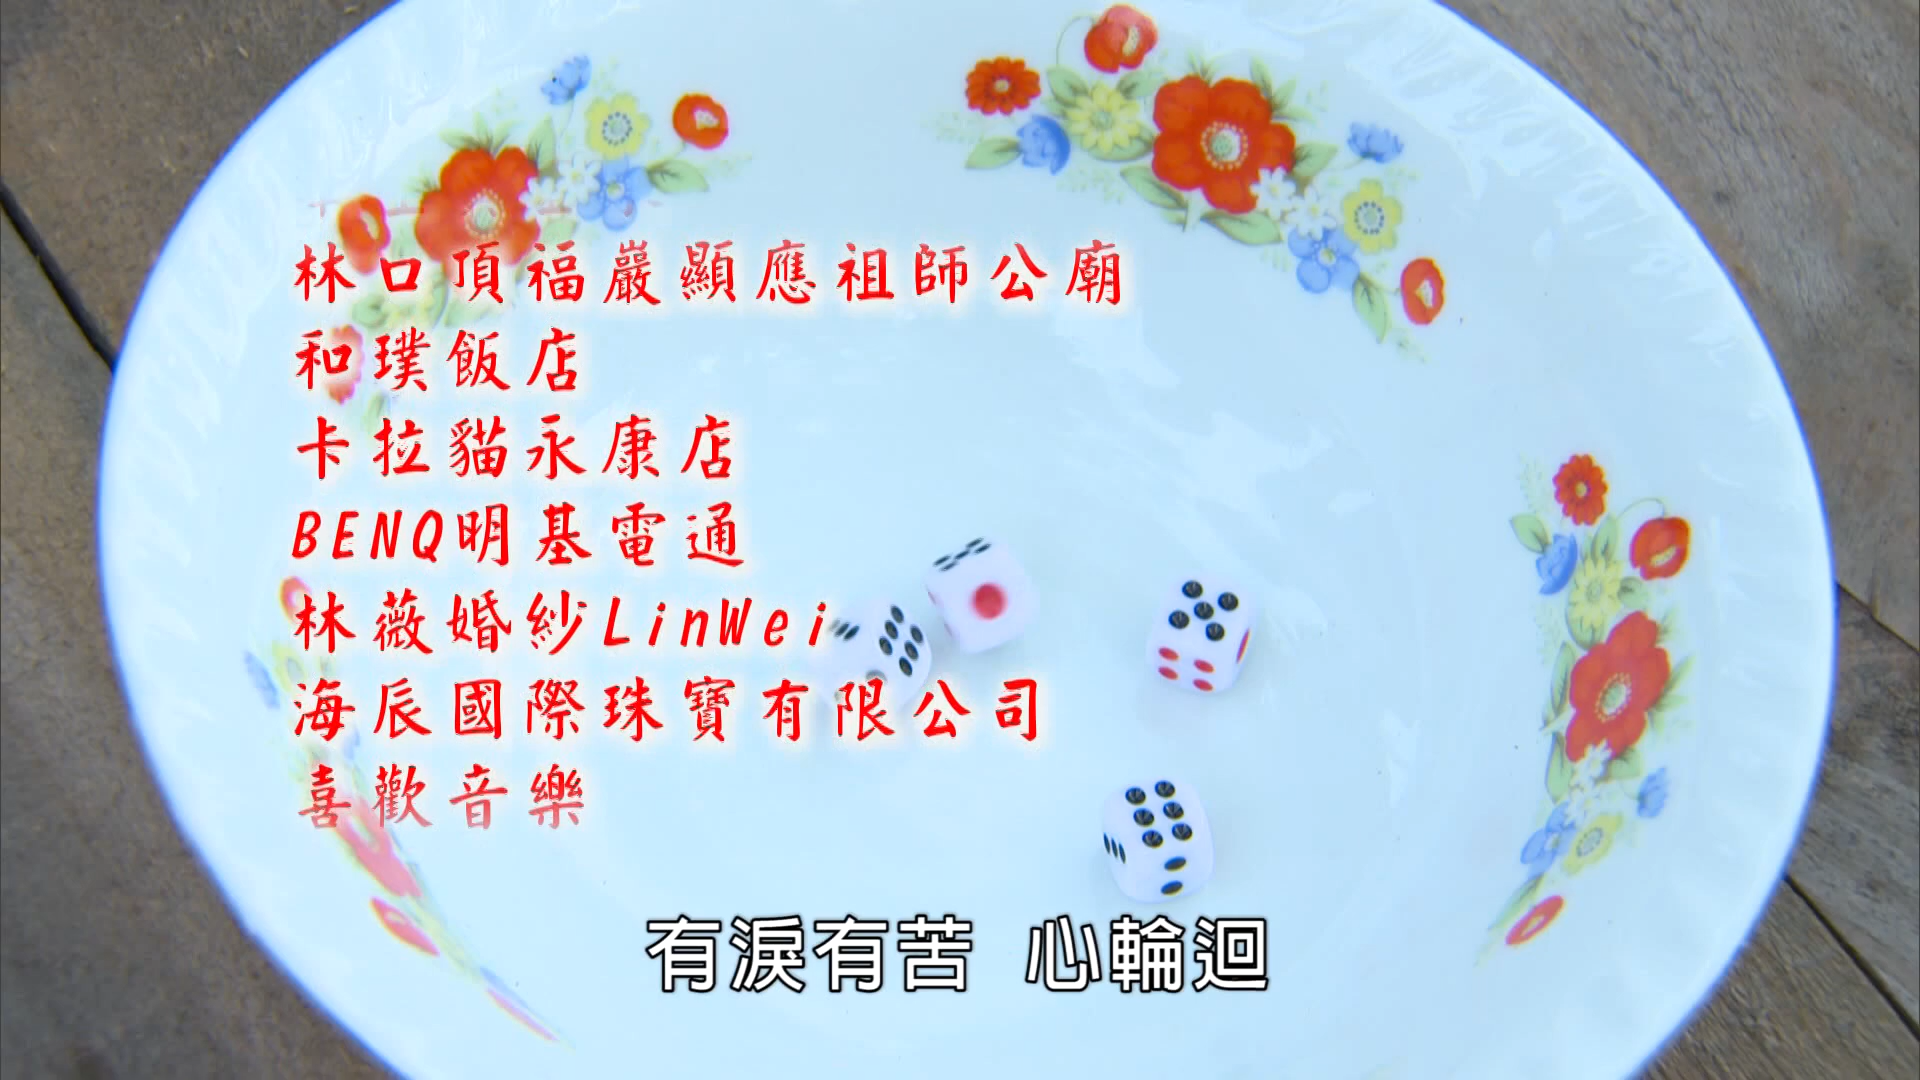 林口頂福巖顯應祖師公廟
和璞飯店
卡拉貓永康店
BENQ明基電通
林薇婚紗LinWei
海辰國際珠寶有限公司
喜歡音樂
有淚有苦 心輪迴